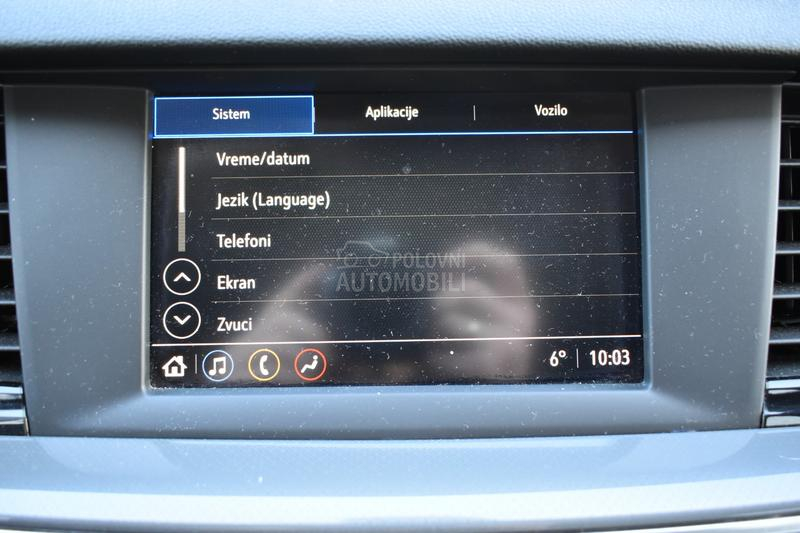 Sistem
Aplikacije
Vozilo
Vreme/datum
Jezik (Language)
Telefoni
POLOVNI
AUTOMOBILI
Ekran
Zvuci
6° 10:03